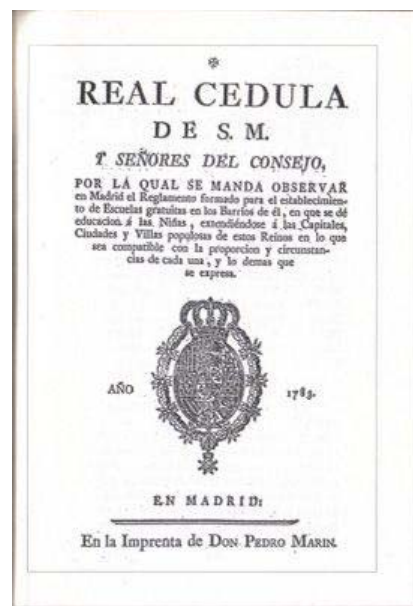 REAL CEDULA
DE S. M.
Y SEÑORES DEL CONSEJO,
POR LA QUAL SE MANDA OBSERVAR
en Madrid el Reglamento formado para el establecimien-
to de Escuelas gratuitas en los Barrios de él, en que se dé
educacion á las Niñas, extendiéndose á las Capitales,
Ciudades y Villas populosas de estos Reinos en lo que
sea compatible con la proporcion y circunstan-
cias de cada una, y lo demas que
se expresa.
AÑO 1783.
EN MADRID:
En la Imprenta de DON PEDRO MARIN.